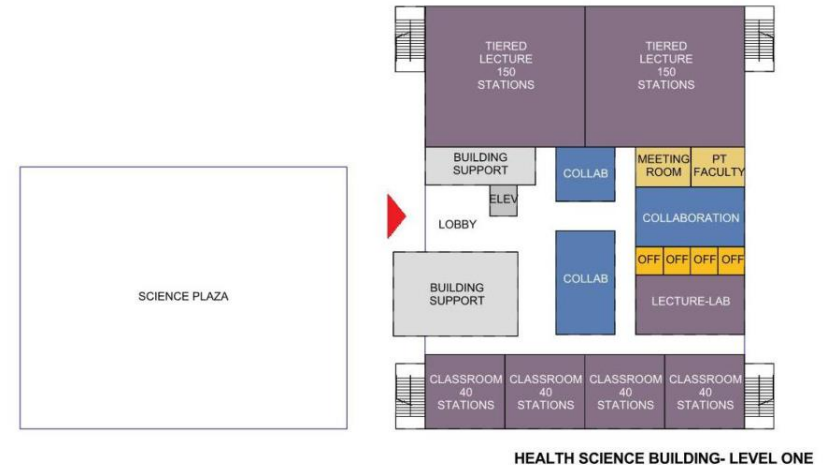 TIERED
LECTURE
150
STATIONS
TIERED
LECTURE
150
STATIONS
BUILDING
SUPPORT
COLLAB
MEETING
ROOM
PT
FACULTY
ELEV
LOBBY
COLLABORATION
OFF OFF OFF OFF
SCIENCE PLAZA
BUILDING
SUPPORT
COLLAB
LECTURE-LAB
CLASSROOM
40
STATIONS
CLASSROOM
40
STATIONS
CLASSROOM
40
STATIONS
CLASSROOM
40
STATIONS
HEALTH SCIENCE BUILDING- LEVEL ONE